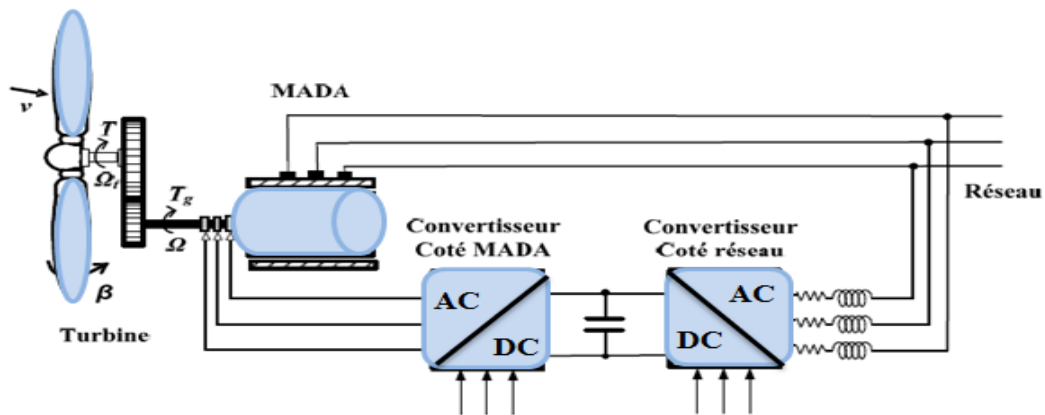 MADA
v
T
Ωt
Tg
Ω
β
Turbine
Réseau
Convertisseur
Coté MADA
AC
DC
Convertisseur
Coté réseau
AC
DC